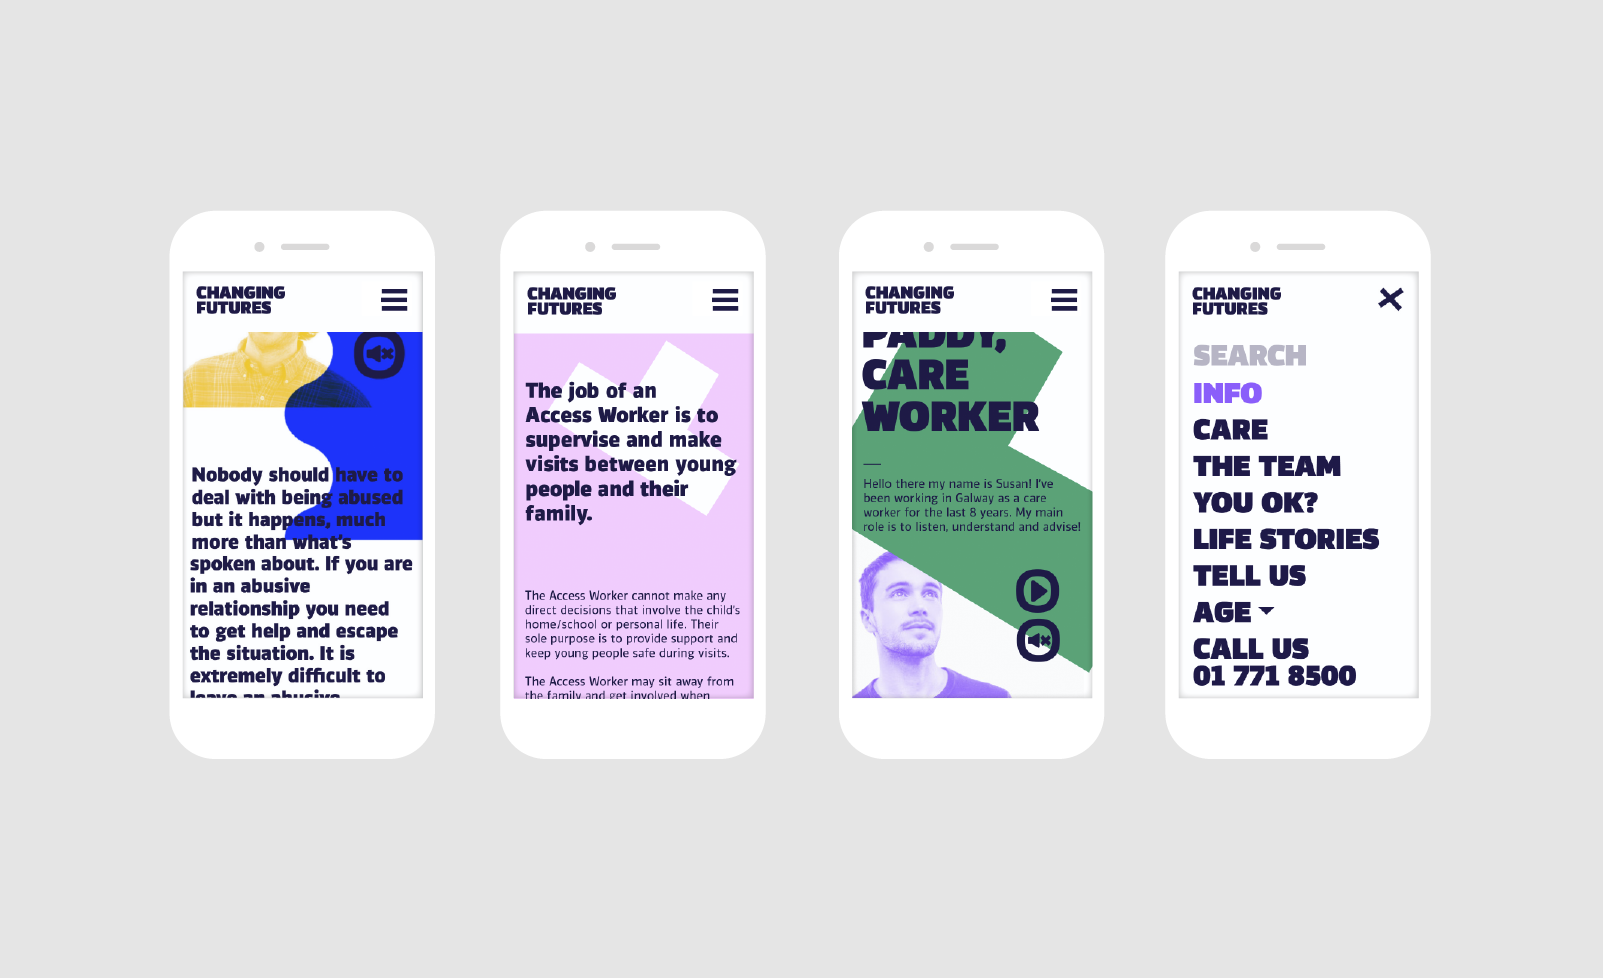 CHANGING
FUTURES
Nobody should have to
deal with being abused
but it happens, much
more than what's
spoken about. If you are
in an abusive
relationship you need
to get help and escape
the situation. It is
extremely difficult to
leave an abusive
CHANGING
FUTURES
The job of an
Access Worker is to
supervise and make
visits between young
people and their
family.
The Access Worker cannot make any
direct decisions that involve the child's
home/school or personal life. Their
sole purpose is to provide support and
keep young people safe during visits.
The Access Worker may sit away from
the family and get involved when
CHANGING
FUTURES
PADDY,
CARE
WORKER
Hello there my name is Susan! I've
been working in Galway as a care
worker for the last 8 years. My main
role is to listen, understand and advise!
CHANGING
FUTURES
SEARCH
INFO
CARE
THE TEAM
YOU OK?
LIFE STORIES
TELL US
AGE
CALL US
01 771 8500